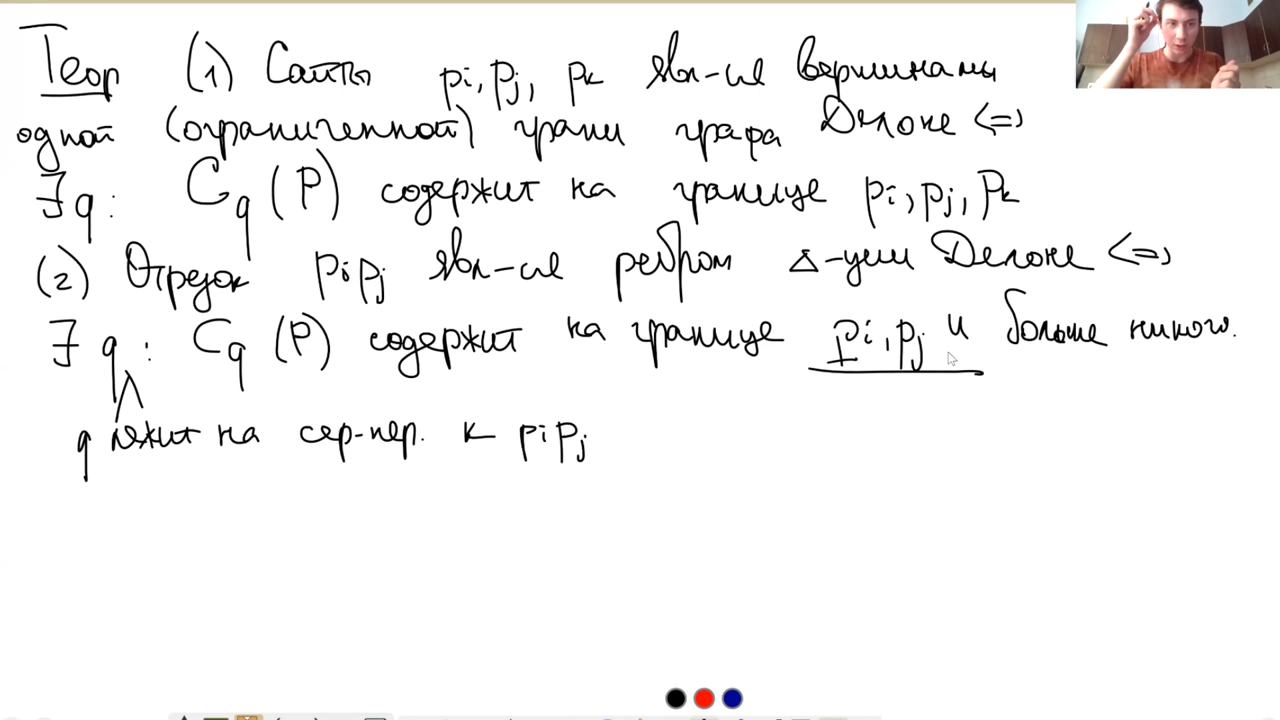 Теор (1) Сайты pi, pj, pk явл-ся вершинами
одной (ограниченной) грани графа Делоне <=>
∃ q: Cq(P) содержит на границе pi, pj, pk
(2) Отрезок pipj явл-ся ребром Δ-ции Делоне <=>
∃ q: Cq(P) содержит на границе pi, pj и больше никого.
q лежит на сер-пер. к pipj